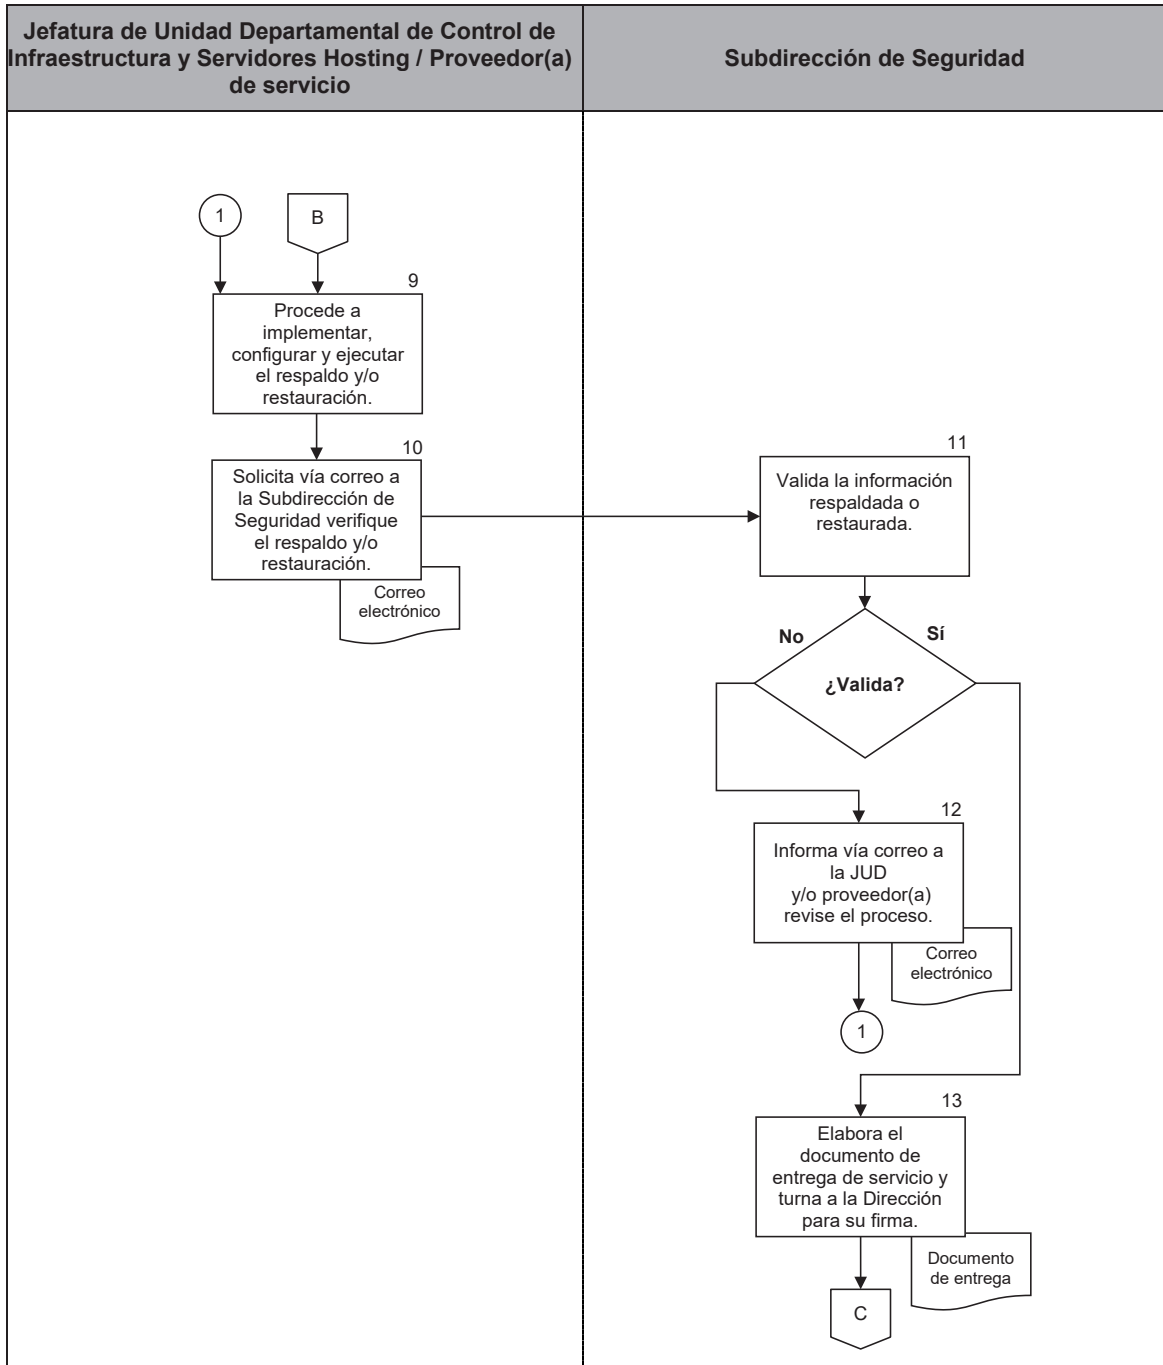 Jefatura de Unidad Departamental de Control de
Infraestructura y Servidores Hosting / Proveedor(a)
de servicio
Subdirección de Seguridad
1
B
9
Procede a
implementar,
configurar y ejecutar
el respaldo y/o
restauración.
10
Solicita vía correo a
la Subdirección de
Seguridad verifique
el respaldo y/o
restauración.
Correo
electrónico
11
Valida la información
respaldada o
restaurada.
No
Sí
¿Valida?
12
Informa vía correo a
la JUD
y/o proveedor(a)
revise el proceso.
Correo
electrónico
1
13
Elabora el
documento de
entrega de servicio y
turna a la Dirección
para su firma.
Documento
de entrega
C